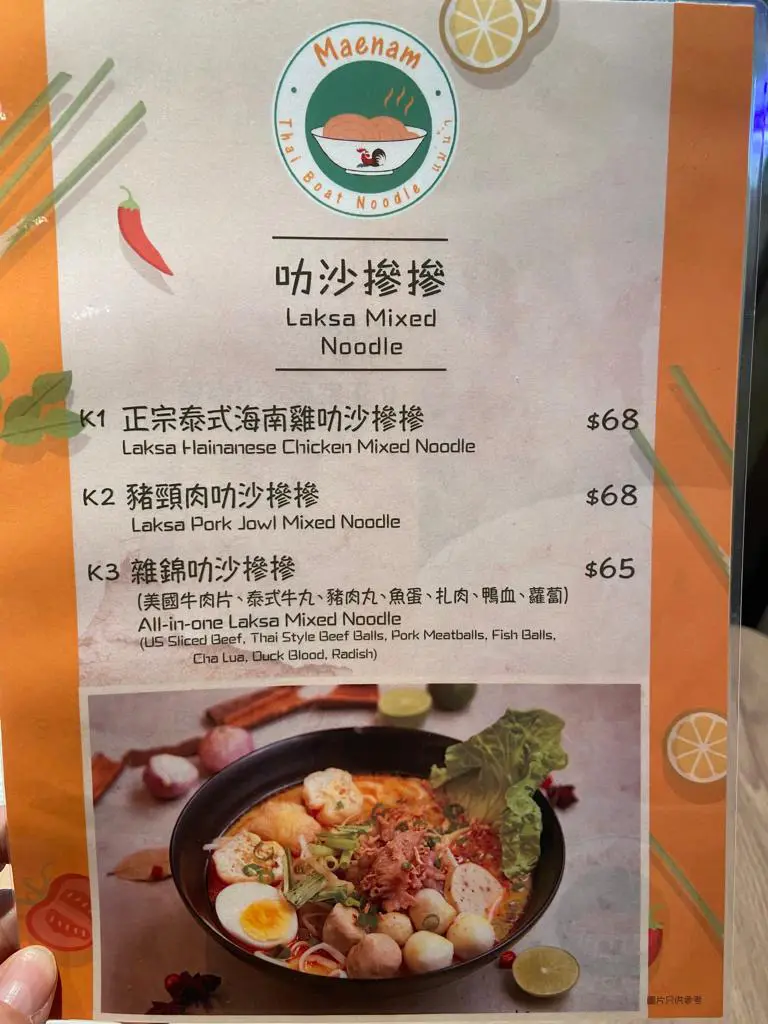 Maenam
Thai Boat Noodle
叻沙摻摻
Laksa Mixed
Noodle
K1 正宗泰式海南雞叻沙摻摻 $68
Laksa Hainanese Chicken Mixed Noodle
K2 豬頸肉叻沙摻摻 $68
Laksa Pork Jowl Mixed Noodle
K3 雜錦叻沙摻摻 $65
(美國牛肉片、泰式牛丸、豬肉丸、魚蛋、扎肉、鴨血、蘿蔔)
All-in-one Laksa Mixed Noodle
(US Sliced Beef, Thai Style Beef Balls, Pork Meatballs, Fish Balls,
Cha Lua, Duck Blood, Radish)
圖片只供參考